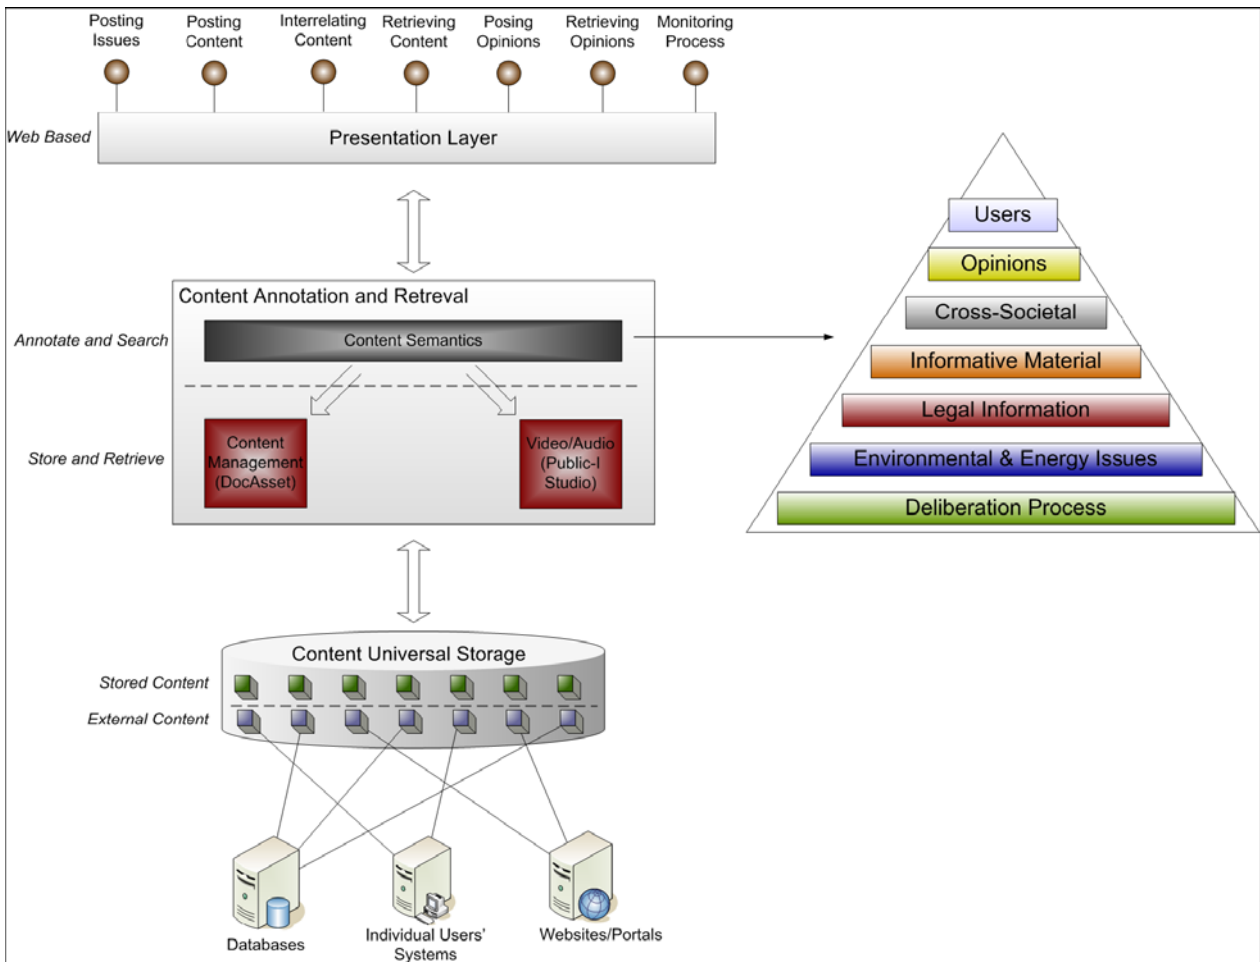 Posting
Issues
Posting
Content
Interrelating
Content
Retrieving
Content
Posing
Opinions
Retrieving
Opinions
Monitoring
Process
Web Based
Presentation Layer
Content Annotation and Retreval
Annotate and Search
Content Semantics
Store and Retrieve
Content
Management
(DocAsset)
Video/Audio
(Public-I
Studio)
Users
Opinions
Cross-Societal
Informative Material
Legal Information
Environmental & Energy Issues
Deliberation Process
Content Universal Storage
Stored Content
External Content
Databases
Individual Users'
Systems
Websites/Portals